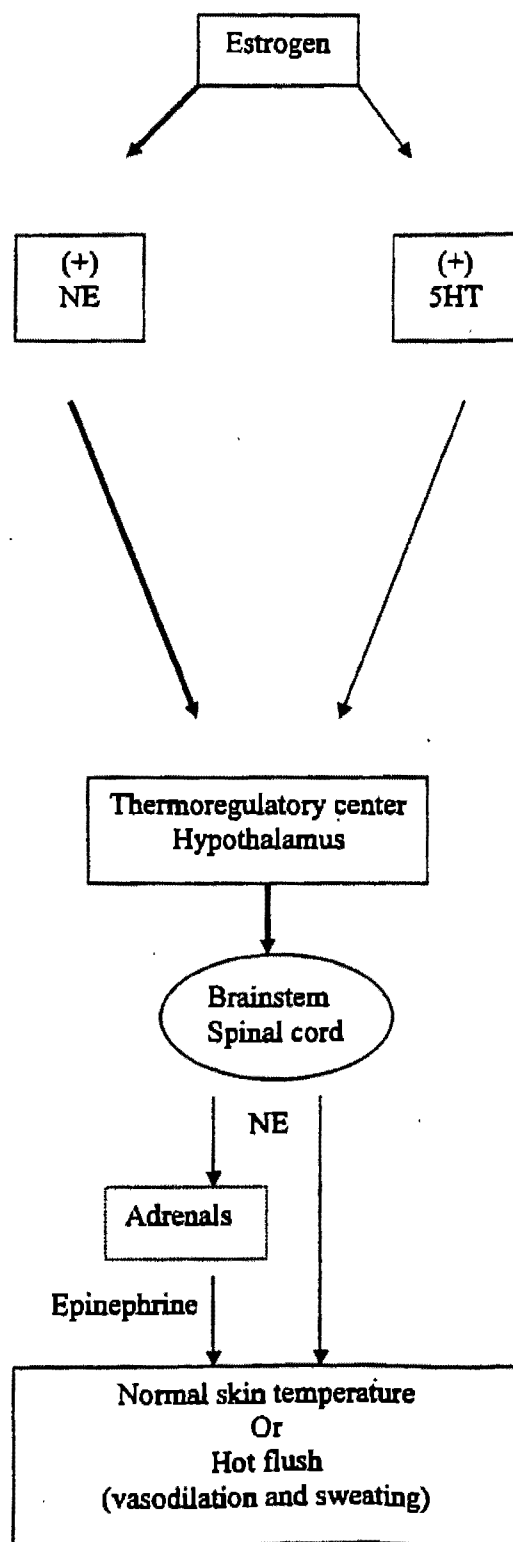 Estrogen
(+)
NE
(+)
5HT
Thermoregulatory center
Hypothalamus
Brainstem
Spinal cord
NE
Adrenals
Epinephrine
Normal skin temperature
Or
Hot flush
(vasodilation and sweating)